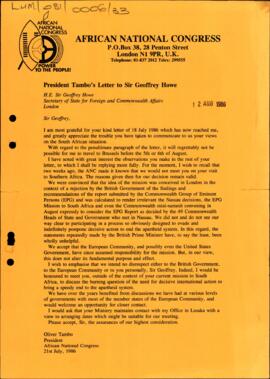 LUM/081/0006/33
AFRICAN
NATIONAL
CONGRESS
AFRICAN NATIONAL CONGRESS
P.O.Box 38, 28 Penton Street
London N1 9PR, U.K.
Telephone: 01-837 2012 Telex: 299555
President Tambo's Letter to Sir Geoffrey Howe
H.E. Sir Geoffrey Howe
Secretary of State for Foreign and Commonwealth Affairs
London
12 AUG 1986
Sir Geoffrey,
I am most grateful for your kind letter of 18 July 1986 which has now reached me,
and greatly appreciate the trouble you have taken to communicate to us your views
on the South African situation.
With regard to the penultimate paragraph of the letter, it will regrettably not be
possible for me to travel to Brussels before the 5th or 6th of August.
I have noted with great interest the observations you make in the rest of your
letter, to which I shall be replying more fully. For the moment, I wish to recall that
two weeks ago, the ANC made it known that we would not meet you on your visit
to Southern Africa. The reasons given for this our decision remain valid.
We were convinced that the idea of this mission was conceived in London in the
context of a rejection by the British Government of the findings and
recommendations of the report submitted by the Commonwealth Group of Eminent
Persons (EPG) and was calculated to render irrelevant the Nassau decisions, the EPG
Mission to South Africa and even the Commonwealth mini-summit convening in
August expressly to consider the EPG Report as decided by the 49 Commonwealth
Heads of State and Government who met in Nassau. We did not and do not see our
way clear to participating in a process so obviously designed to evade and
indefinitely postpone decisive action to end the apartheid system. In this regard, the
statements repeatedly made by the British Prime Minister have, to say the least, been
wholly unhelpful.
We accept that the European Community, and possibly even the United States
Government, have since assumed responsibility for the mission. But, in our view,
this does not alter its fundamental purpose and effect.
I wish to emphasise that we intend no disrespect either to the British Government,
to the European Community or to you personally, Sir Geoffrey. Indeed, I would be
honoured to meet you, outside of the context of your current mission to South
Africa, to discuss the burning question of the need for decisive international action to
bring a speedy end to the apartheid system.
We have over the years benefited from discussions we have had at various levels
of governments with most of the member states of the European Community, and would
welcome an opportunity for closer contact.
I would ask that your Ministry maintain contact with my Office in Lusaka with a
view to arranging dates which might be suitable for our meeting.
Please accept, Sir, the assurances of our highest consideration.
Oliver Tambo
President
African National Congress
21st July, 1986